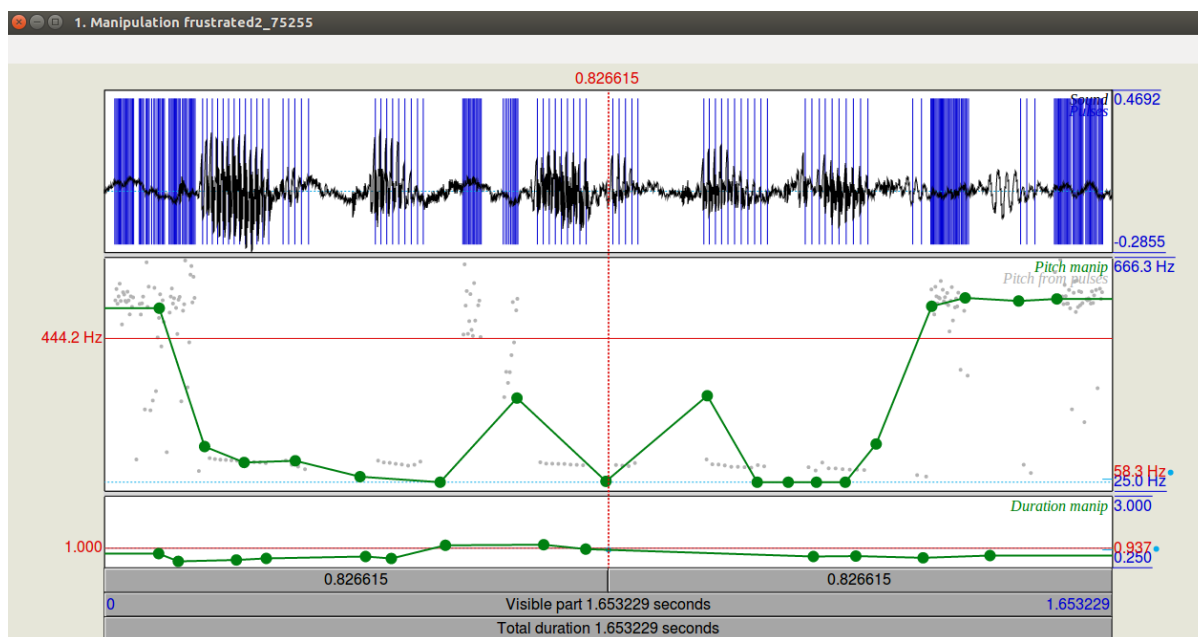 1. Manipulation frustrated2_75255
0.826615
Sound
Pulses
0.4692
-0.2855
Pitch manip
Pitch from pulses
666.3 Hz
444.2 Hz
58.3 Hz
25.0 Hz
Duration manip
3.000
1.000
0.937
0.250
0.826615 0.826615
0 Visible part 1.653229 seconds 1.653229
Total duration 1.653229 seconds